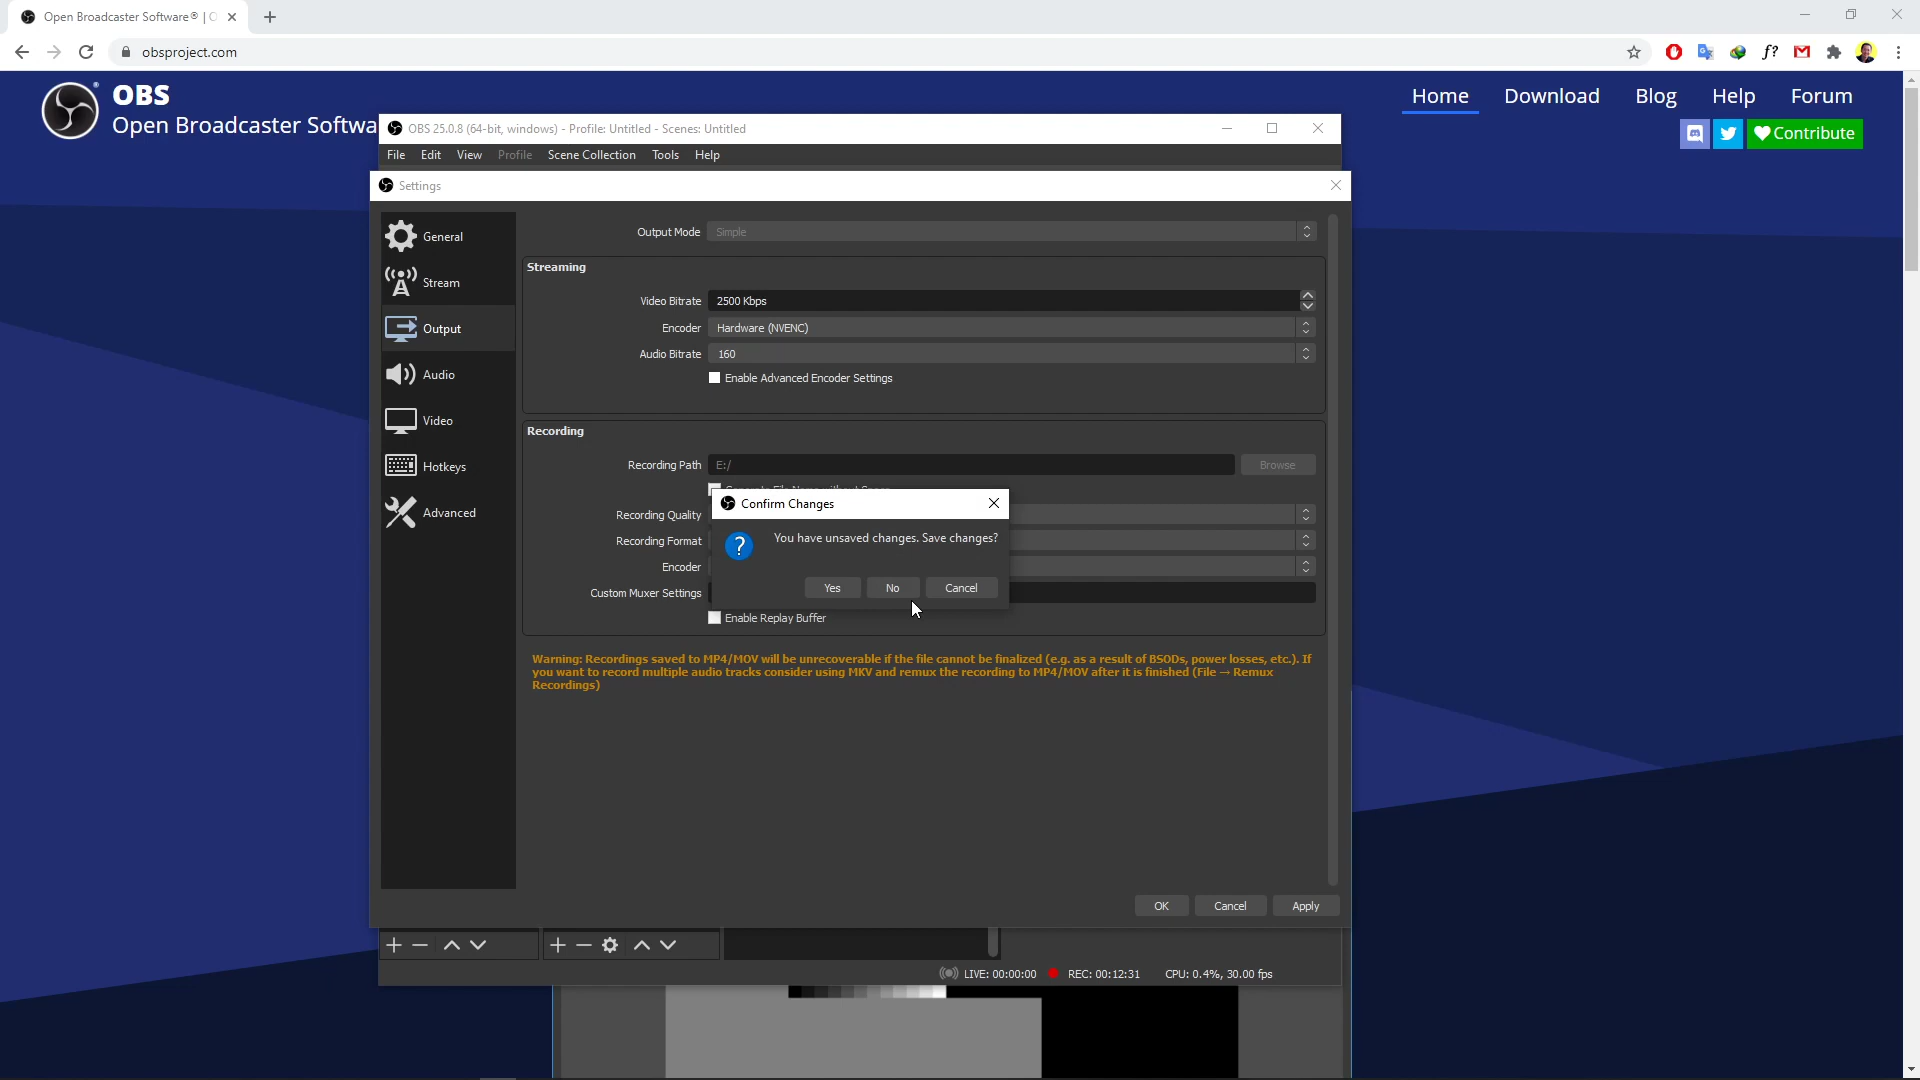 Open Broadcaster Software® |
obsproject.com
OBS
Open Broadcaster Softwa
Home Download Blog Help Forum
Contribute
OBS 25.0.8 (64-bit, windows) - Profile: Untitled - Scenes: Untitled
File Edit View Profile Scene Collection Tools Help
Settings
General
Stream
Output
Audio
Video
Hotkeys
Advanced
Output Mode Simple
Streaming
Video Bitrate 2500 Kbps
Encoder Hardware (NVENC)
Audio Bitrate 160
Enable Advanced Encoder Settings
Recording
Recording Path E:/ Browse
Recording Quality
Recording Format
Encoder
Custom Muxer Settings
Enable Replay Buffer
Confirm Changes
You have unsaved changes. Save changes?
Yes No Cancel
Warning: Recordings saved to MP4/MOV will be unrecoverable if the file cannot be finalized (e.g. as a result of BSODs, power losses, etc.). If
you want to record multiple audio tracks consider using MKV and remux the recording to MP4/MOV after it is finished (File → Remux
Recordings)
OK Cancel Apply
LIVE: 00:00:00 REC: 00:12:31 CPU: 0.4%, 30.00 fps